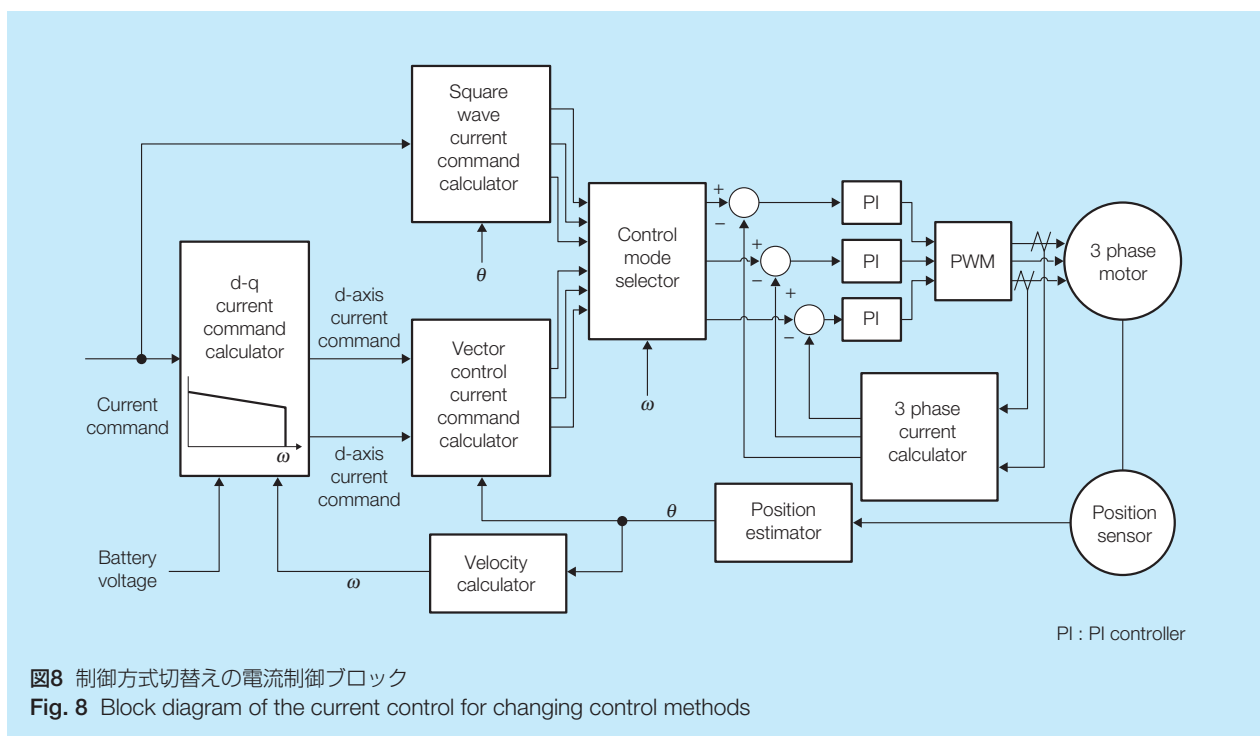 Square
wave
current
command
calculator
θ
d-q
current
command
calculator
ω
Current
command
Battery
voltage
d-axis
current
command
d-axis
current
command
Vector
control
current
command
calculator
Control
mode
selector
ω
+
−
+
−
+
−
PI
PI
PI
PWM
3 phase
motor
3 phase
current
calculator
Position
sensor
Position
estimator
θ
Velocity
calculator
ω
PI : PI controller
図8 制御方式切替えの電流制御ブロック
Fig. 8 Block diagram of the current control for changing control methods